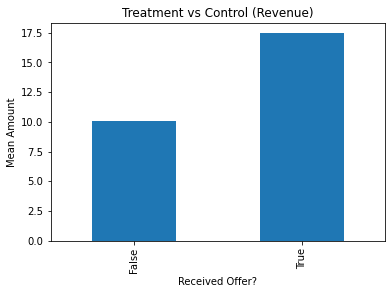 Treatment vs Control (Revenue)
17.5
15.0
12.5
10.0
7.5
5.0
2.5
0.0
Mean Amount
False
True
Received Offer?